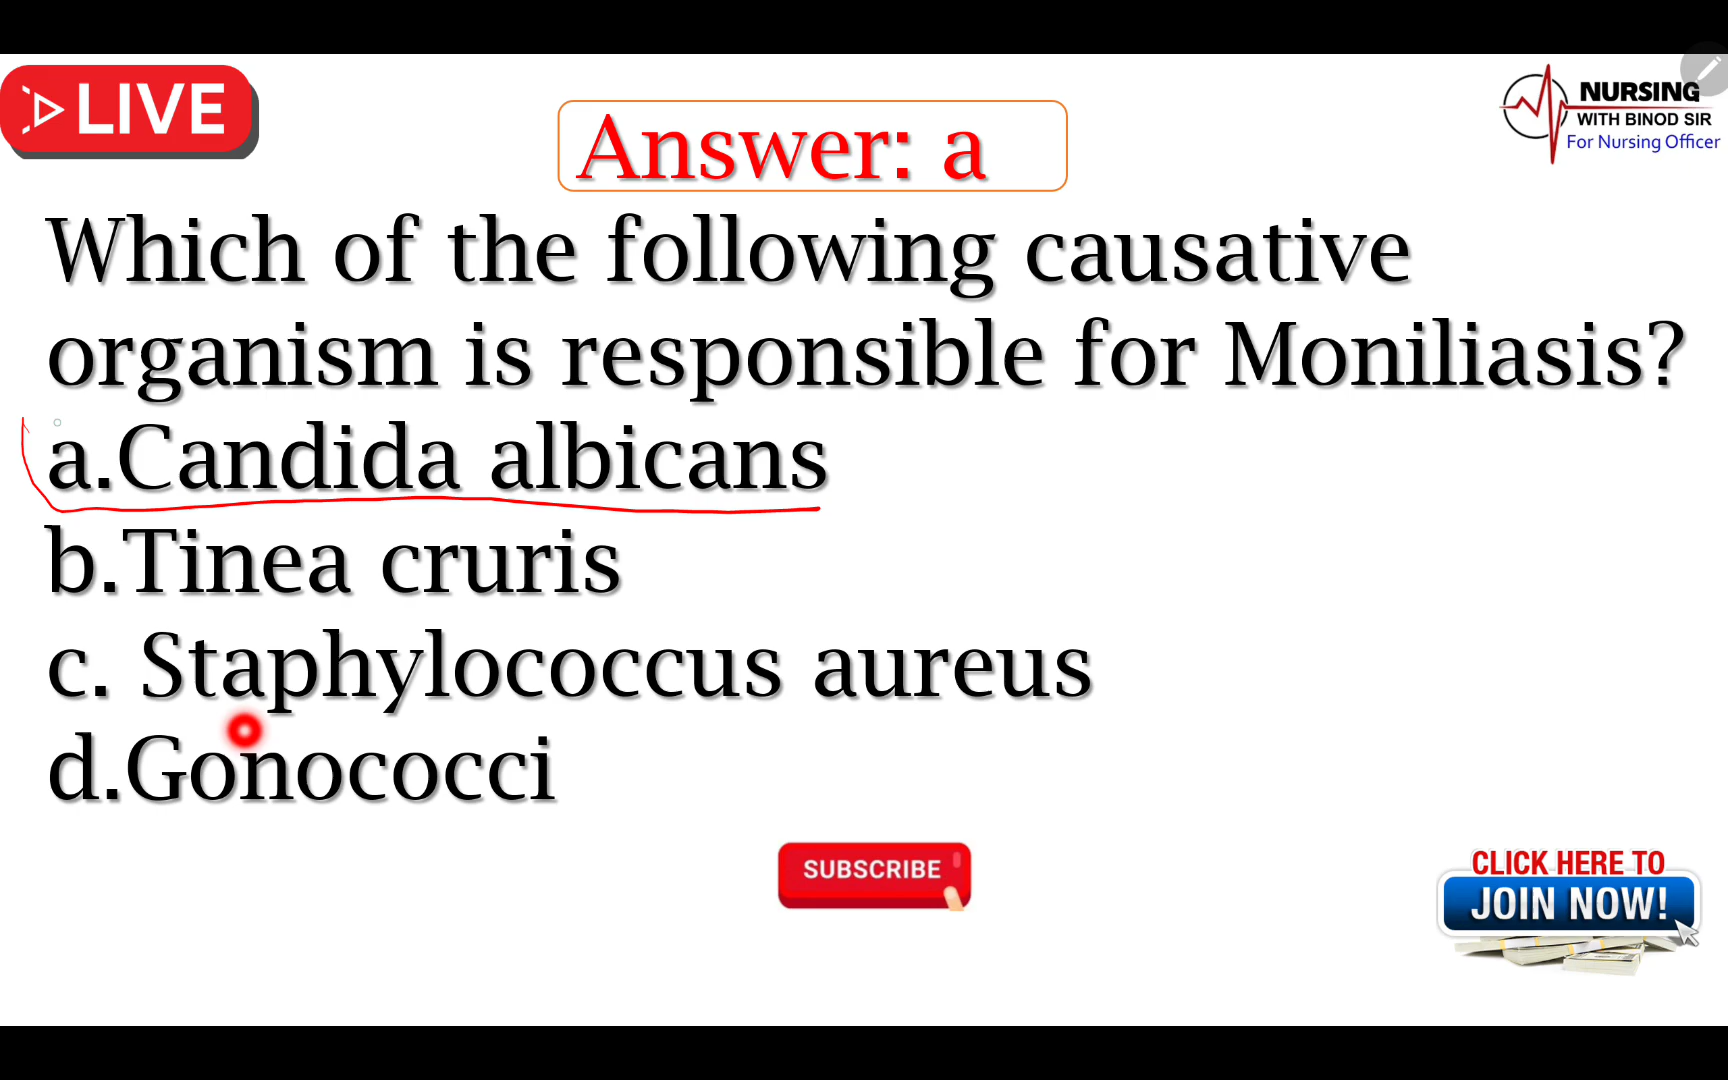 LIVE
NURSING
WITH BINOD SIR
For Nursing Officer
Answer: a
Which of the following causative
organism is responsible for Moniliasis?
a.Candida albicans
b.Tinea cruris
c. Staphylococcus aureus
d.Gonococci
SUBSCRIBE
CLICK HERE TO
JOIN NOW!